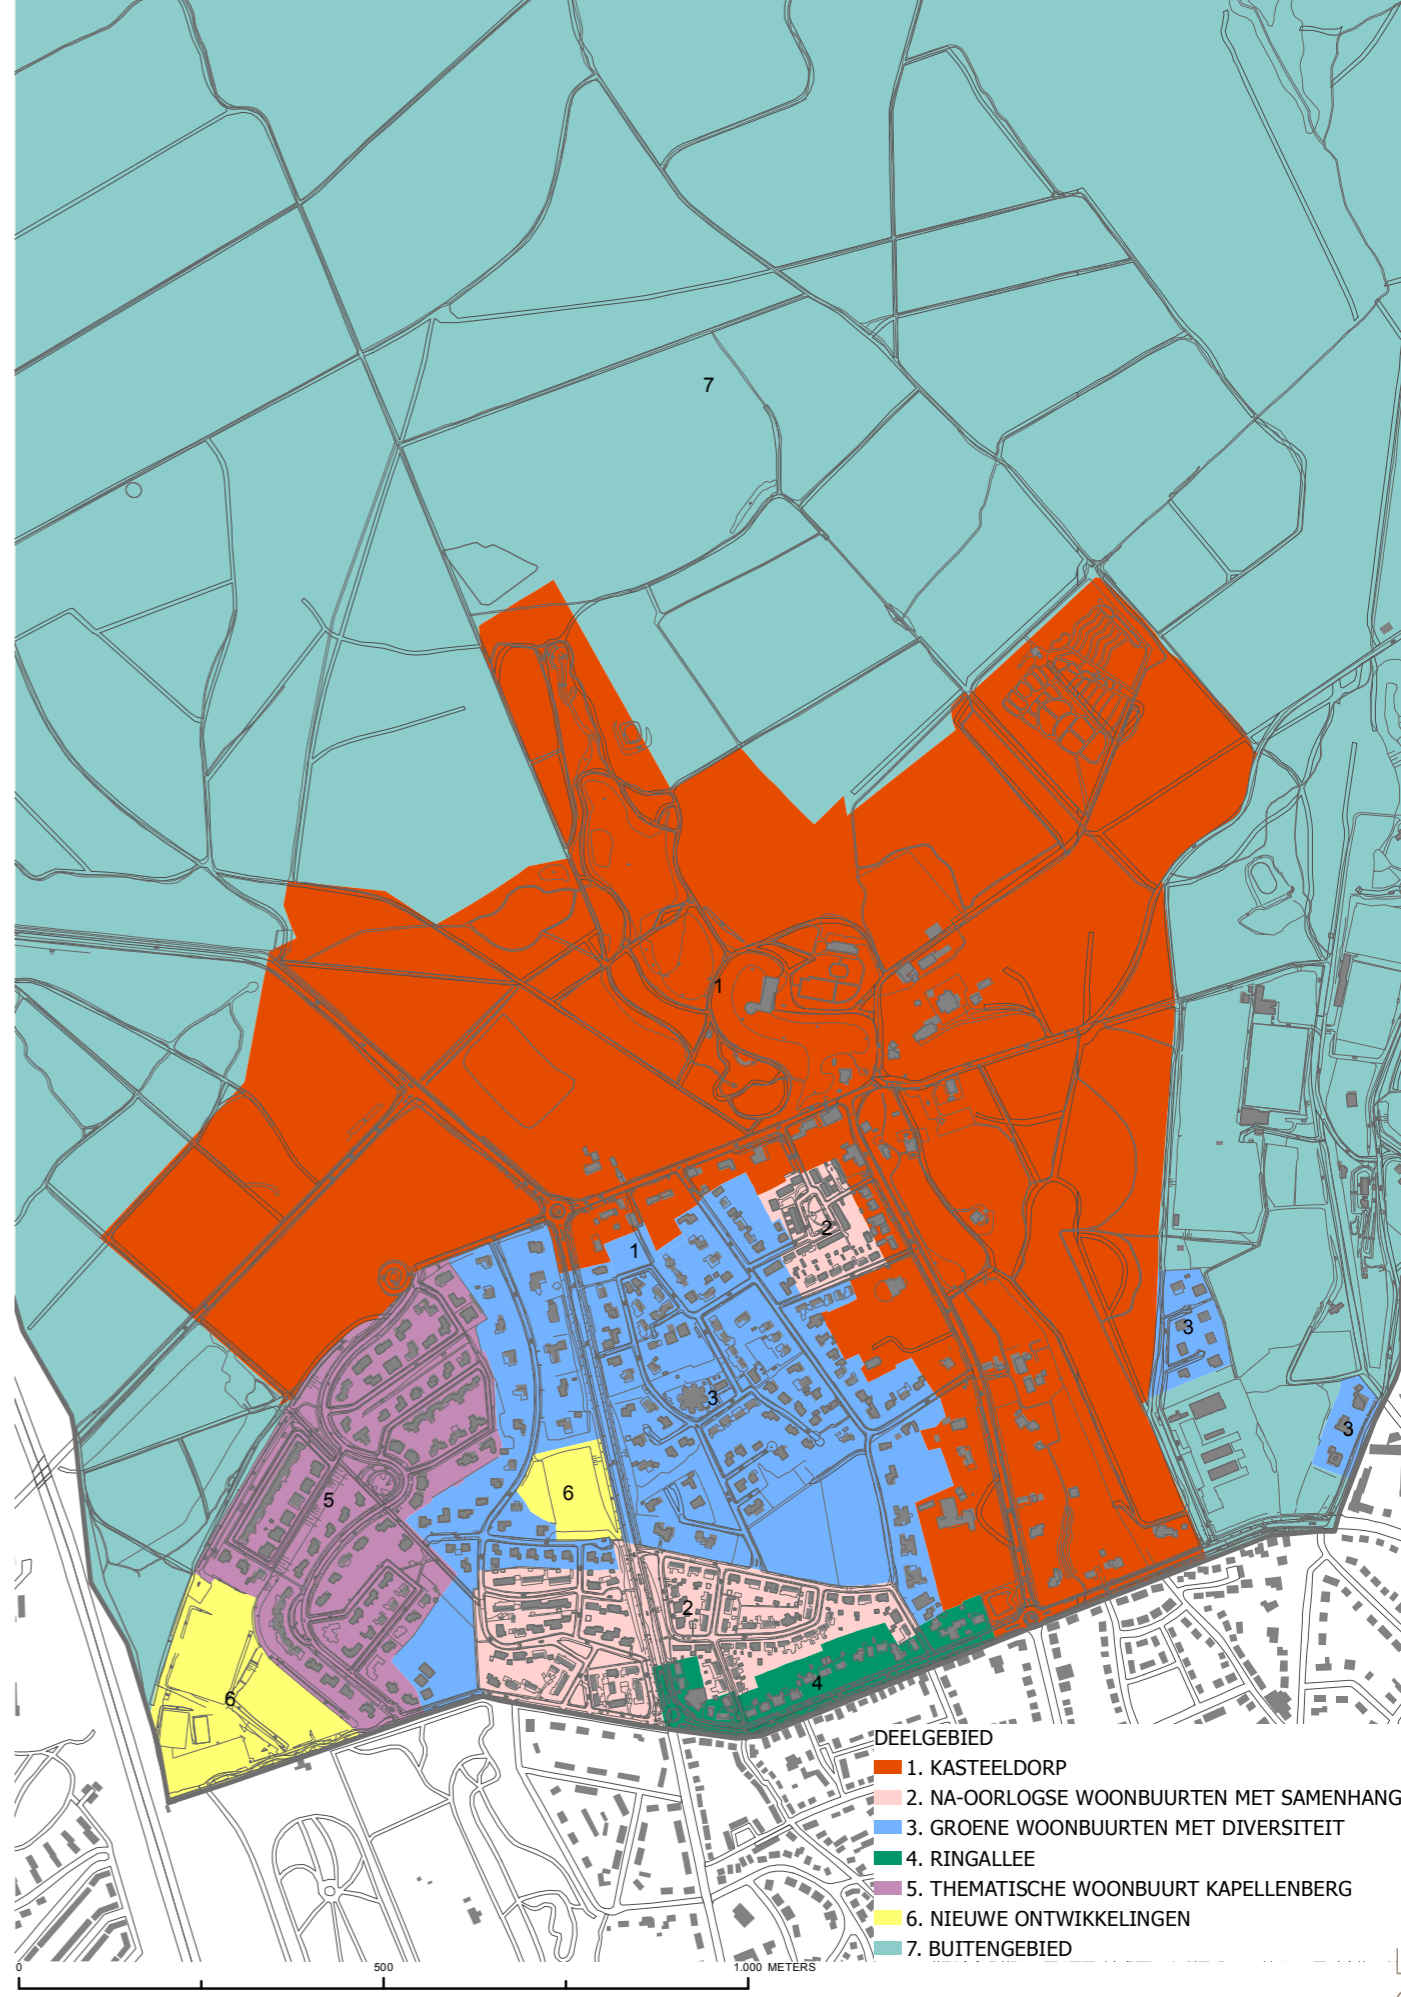 7
1
2
1
3
3
3
6
5
2
6
4
DEELGEBIED
1. KASTEELDORP
2. NA-OORLOGSE WOONBUURTEN MET SAMENHANG
3. GROENE WOONBUURTEN MET DIVERSITEIT
4. RINGALLEE
5. THEMATISCHE WOONBUURT KAPELLENBERG
6. NIEUWE ONTWIKKELINGEN
7. BUITENGEBIED
0 500 1.000 METERS